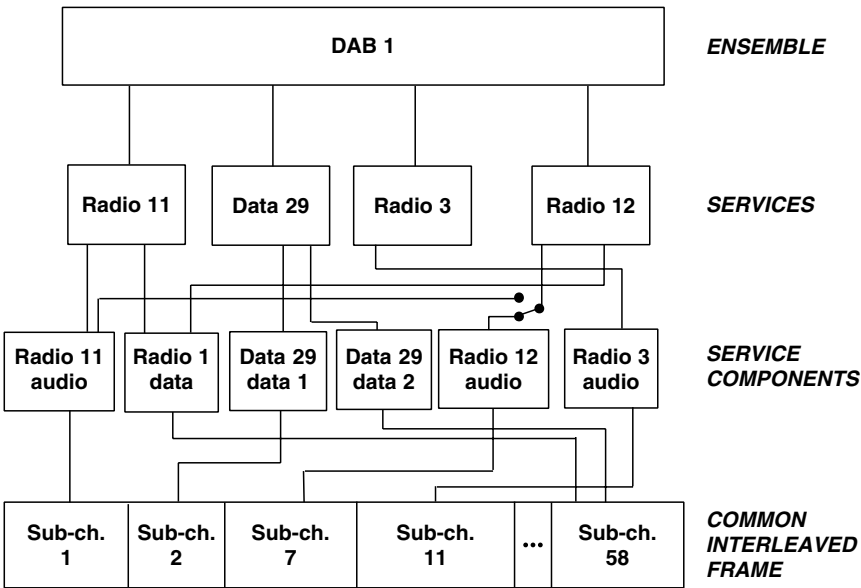 DAB 1
ENSEMBLE
Radio 11
Data 29
Radio 3
Radio 12
SERVICES
Radio 11
audio
Radio 1
data
Data 29
data 1
Data 29
data 2
Radio 12
audio
Radio 3
audio
SERVICE
COMPONENTS
Sub-ch.
1
Sub-ch.
2
Sub-ch.
7
Sub-ch.
11
...
Sub-ch.
58
COMMON
INTERLEAVED
FRAME